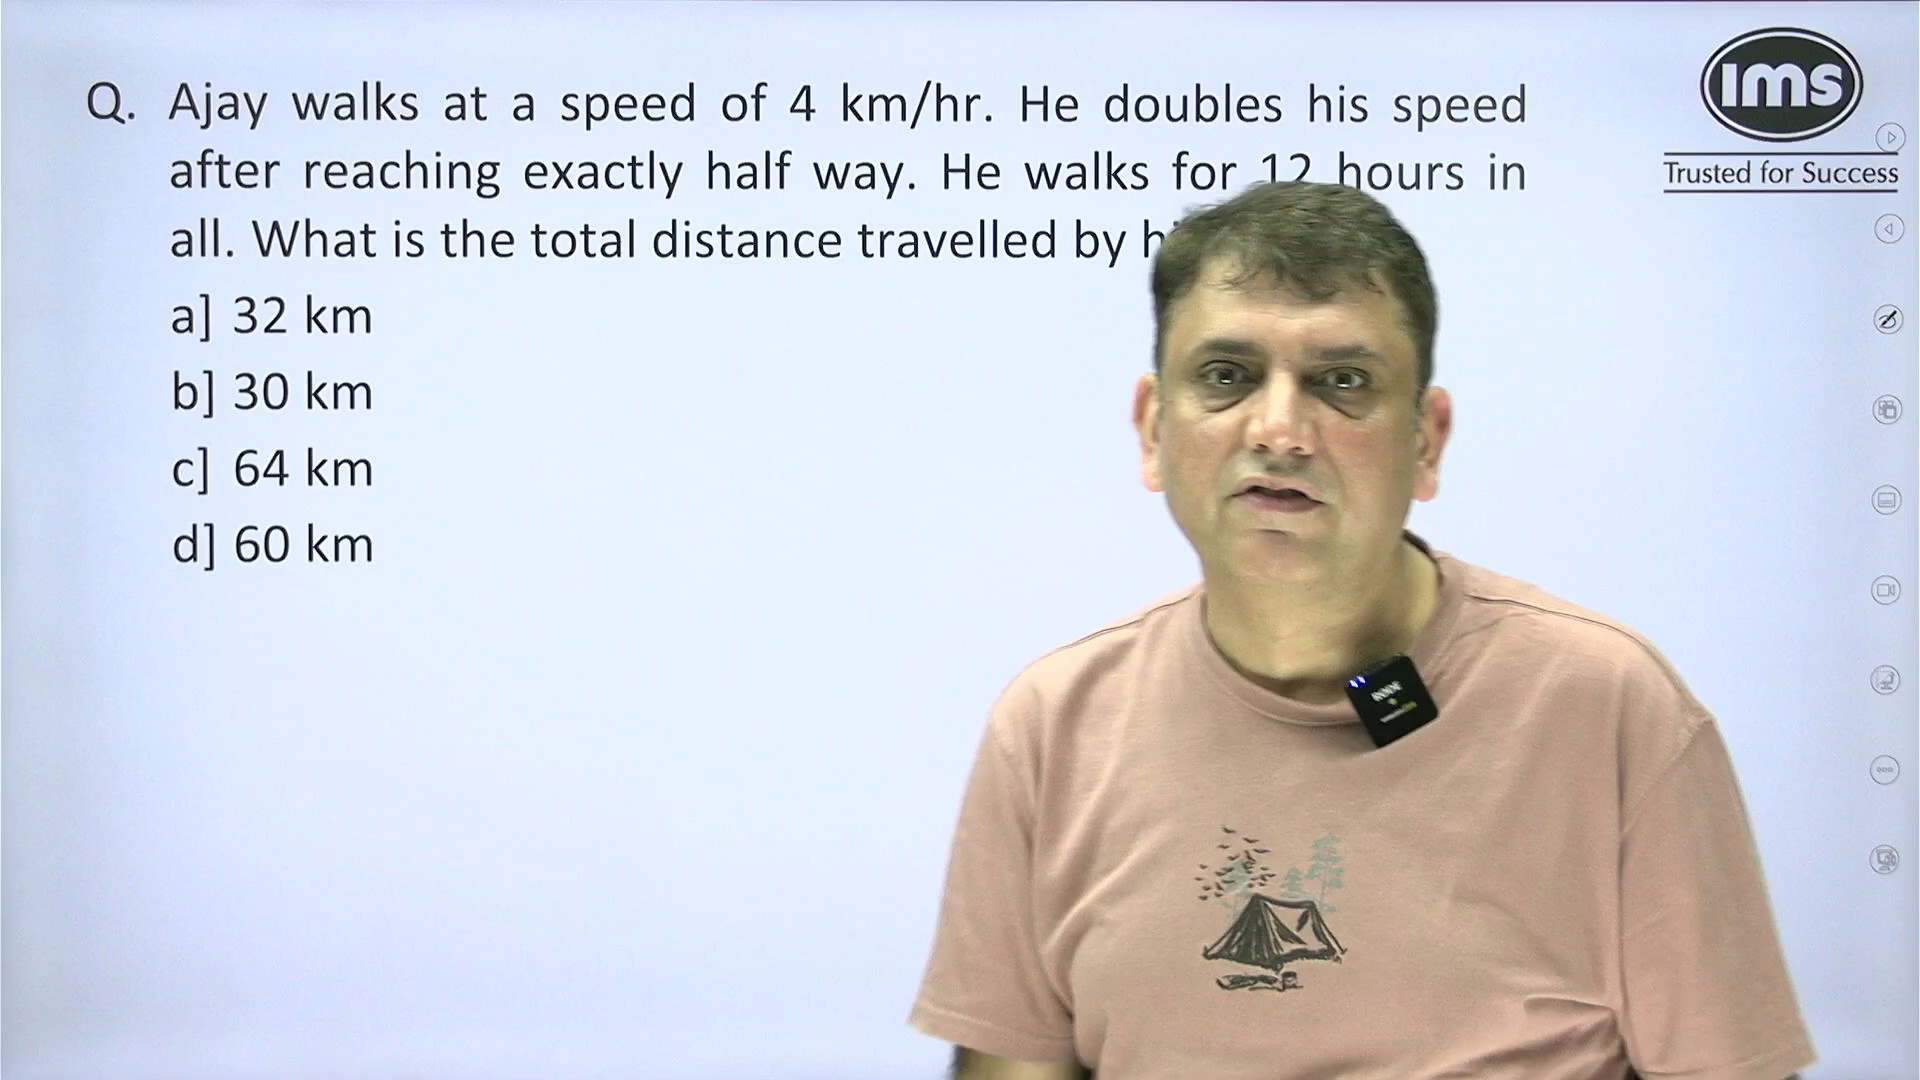 Q. Ajay walks at a speed of 4 km/hr. He doubles his speed
after reaching exactly half way. He walks for 12 hours in
all. What is the total distance travelled by
a] 32 km
b] 30 km
c] 64 km
d] 60 km
ims
Trusted for Success
RODE